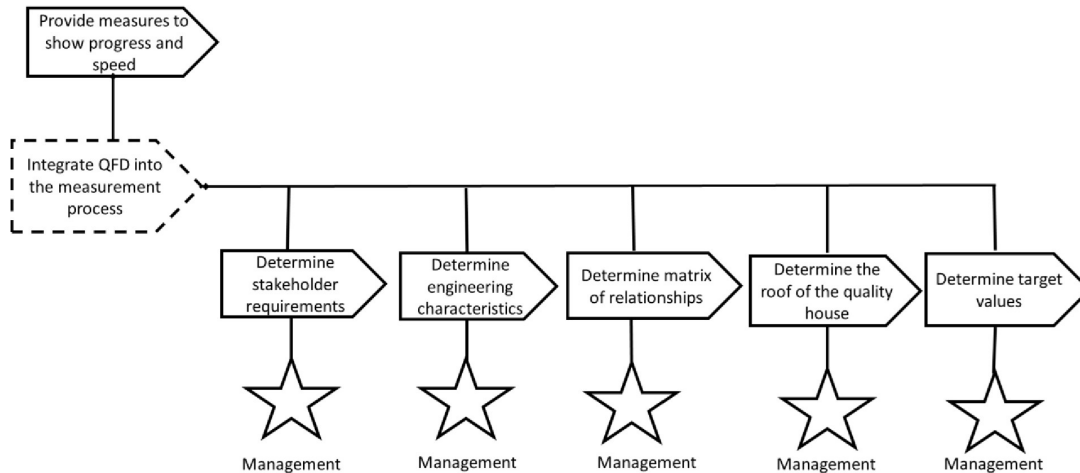 Provide measures to
show progress and
speed
Integrate QFD into
the measurement
process
Determine
stakeholder
requirements
Determine
engineering
characteristics
Determine matrix
of relationships
Determine the
roof of the quality
house
Determine target
values
Management
Management
Management
Management
Management